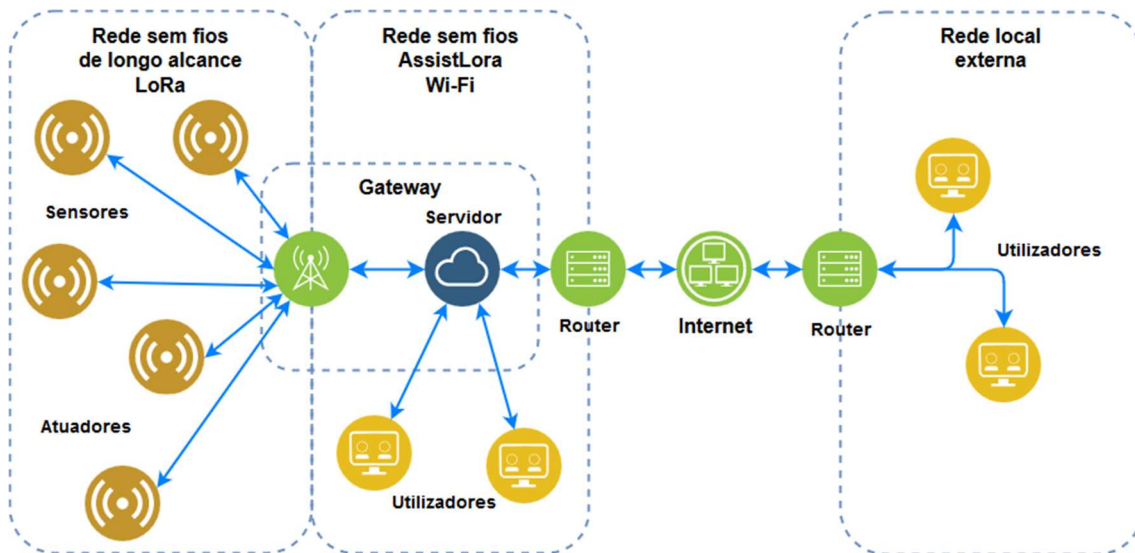 Rede sem fios
de longo alcance
LoRa
Rede sem fios
AssistLora
Wi-Fi
Rede local
externa
Gateway
Servidor
Sensores
Utilizadores
Router
Internet
Router
Atuadores
Utilizadores